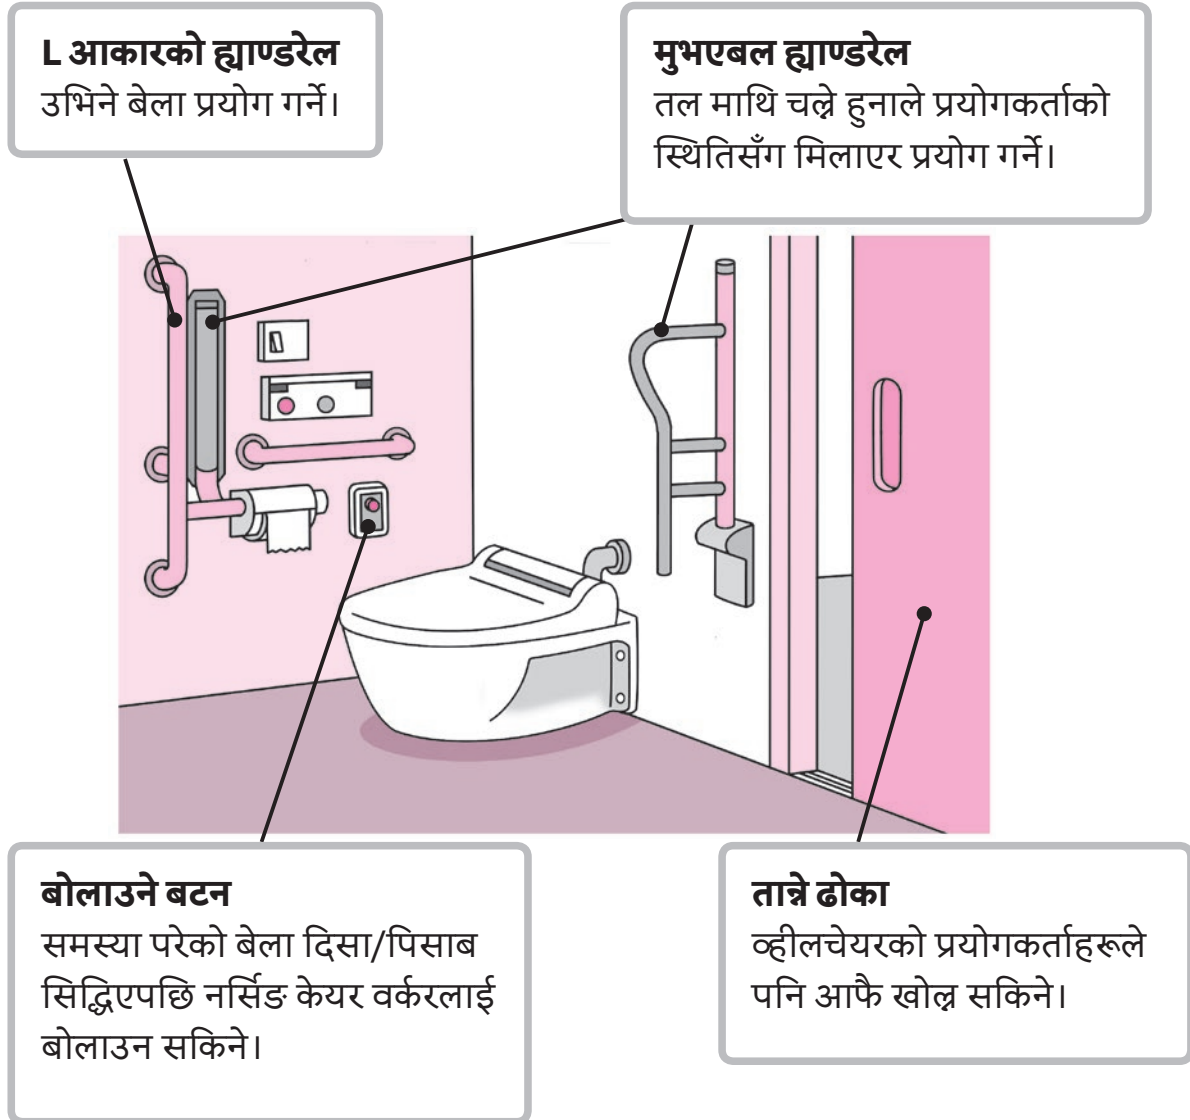 L आकारको ह्याण्डरेल
उभिने बेला प्रयोग गर्ने।
मुभएबल ह्याण्डरेल
तल माथि चल्ने हुनाले प्रयोगकर्ताको
स्थितिसँग मिलाएर प्रयोग गर्ने।
बोलाउने बटन
समस्या परेको बेला दिसा/पिसाब
सिद्धिएपछि नर्सिङ केयर वर्करलाई
बोलाउन सकिने।
तान्ने ढोका
व्हीलचेयरको प्रयोगकर्ताहरूले
पनि आफै खोल्न सकिने।